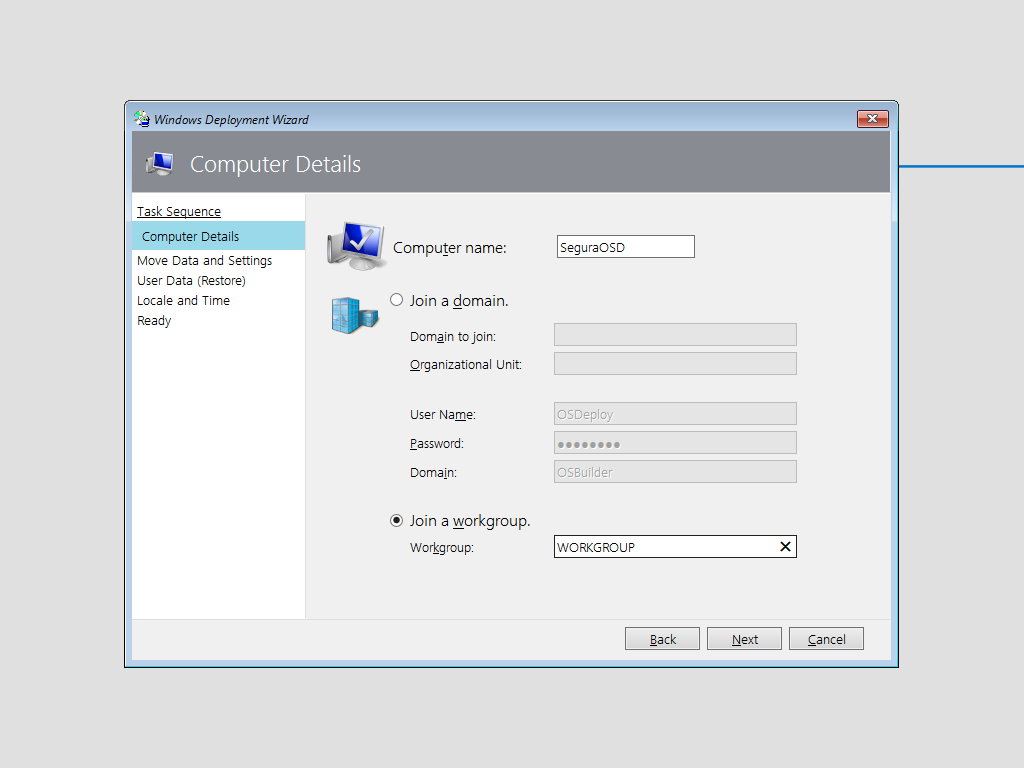 Windows Deployment Wizard
Computer Details
Task Sequence
Computer Details
Move Data and Settings
User Data (Restore)
Locale and Time
Ready
Computer name: SeguraOSD
Join a domain.
Domain to join:
Organizational Unit:
User Name: OSDeploy
Password: ●●●●●●●●
Domain: OSBuilder
Join a workgroup.
Workgroup: WORKGROUP
Back Next Cancel